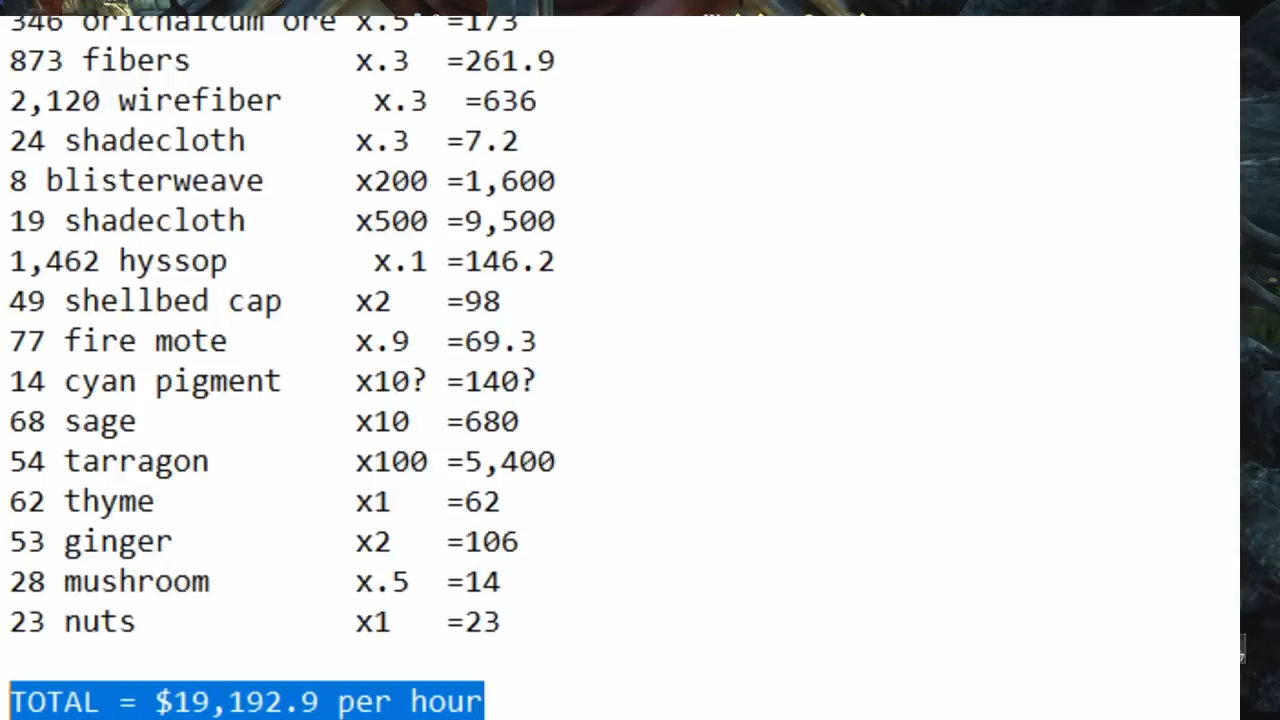 346 orichalcum ore x.5 =173
873 fibers x.3 =261.9
2,120 wirefiber x.3 =636
24 shadecloth x.3 =7.2
8 blisterweave x200 =1,600
19 shadecloth x500 =9,500
1,462 hyssop x.1 =146.2
49 shellbed cap x2 =98
77 fire mote x.9 =69.3
14 cyan pigment x10? =140?
68 sage x10 =680
54 tarragon x100 =5,400
62 thyme x1 =62
53 ginger x2 =106
28 mushroom x.5 =14
23 nuts x1 =23
TOTAL = $19,192.9 per hour